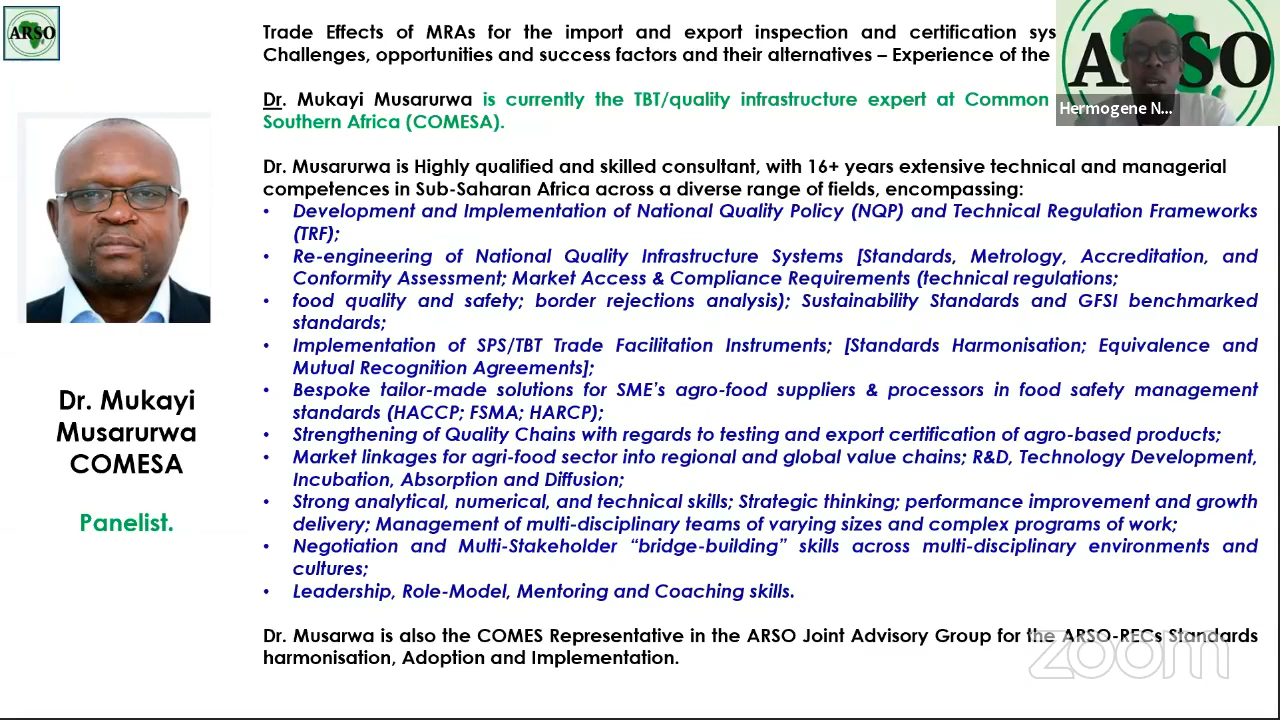 ARSO
Trade Effects of MRAs for the import and export inspection and certification sys
Challenges, opportunities and success factors and their alternatives – Experience of the
ARSO
Hermogene N...
Dr. Mukayi Musarurwa is currently the TBT/quality infrastructure expert at Common
Southern Africa (COMESA).
Dr. Musarurwa is Highly qualified and skilled consultant, with 16+ years extensive technical and managerial
competences in Sub-Saharan Africa across a diverse range of fields, encompassing:
• Development and Implementation of National Quality Policy (NQP) and Technical Regulation Frameworks
(TRF);
• Re-engineering of National Quality Infrastructure Systems [Standards, Metrology, Accreditation, and
Conformity Assessment; Market Access & Compliance Requirements (technical regulations;
• food quality and safety; border rejections analysis); Sustainability Standards and GFSI benchmarked
standards;
• Implementation of SPS/TBT Trade Facilitation Instruments; [Standards Harmonisation; Equivalence and
Mutual Recognition Agreements];
• Bespoke tailor-made solutions for SME's agro-food suppliers & processors in food safety management
standards (HACCP; FSMA; HARCP);
• Strengthening of Quality Chains with regards to testing and export certification of agro-based products;
• Market linkages for agri-food sector into regional and global value chains; R&D, Technology Development,
Incubation, Absorption and Diffusion;
• Strong analytical, numerical, and technical skills; Strategic thinking; performance improvement and growth
delivery; Management of multi-disciplinary teams of varying sizes and complex programs of work;
• Negotiation and Multi-Stakeholder "bridge-building" skills across multi-disciplinary environments and
cultures;
• Leadership, Role-Model, Mentoring and Coaching skills.
Dr. Musarwa is also the COMES Representative in the ARSO Joint Advisory Group for the ARSO-RECs Standards
harmonisation, Adoption and Implementation.
Dr. Mukayi
Musarurwa
COMESA
Panelist.
zoom